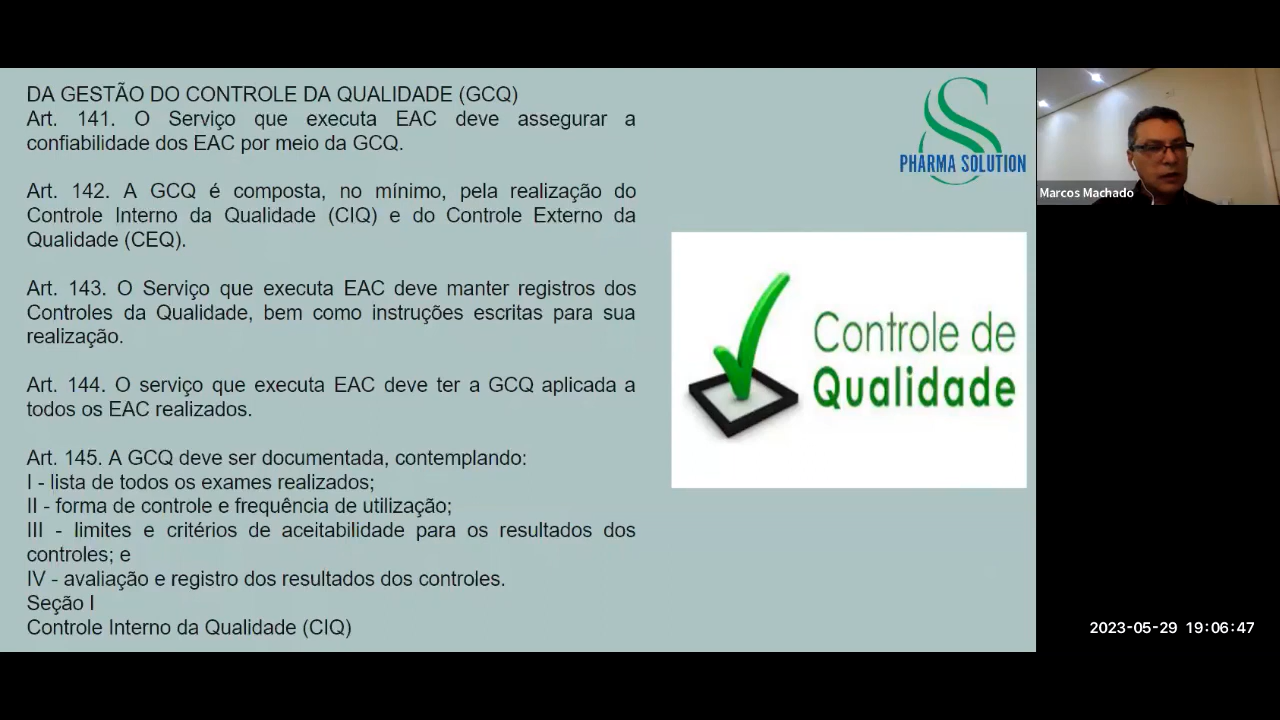 DA GESTÃO DO CONTROLE DA QUALIDADE (GCQ)
Art. 141. O Serviço que executa EAC deve assegurar a
confiabilidade dos EAC por meio da GCQ.
Art. 142. A GCQ é composta, no mínimo, pela realização do
Controle Interno da Qualidade (CIQ) e do Controle Externo da
Qualidade (CEQ).
Art. 143. O Serviço que executa EAC deve manter registros dos
Controles da Qualidade, bem como instruções escritas para sua
realização.
Art. 144. O serviço que executa EAC deve ter a GCQ aplicada a
todos os EAC realizados.
Art. 145. A GCQ deve ser documentada, contemplando:
I - lista de todos os exames realizados;
II - forma de controle e frequência de utilização;
III - limites e critérios de aceitabilidade para os resultados dos
controles; e
IV - avaliação e registro dos resultados dos controles.
Seção I
Controle Interno da Qualidade (CIQ)
PHARMA SOLUTION
Controle de
Qualidade
Marcos Machado
2023-05-29 19:06:47